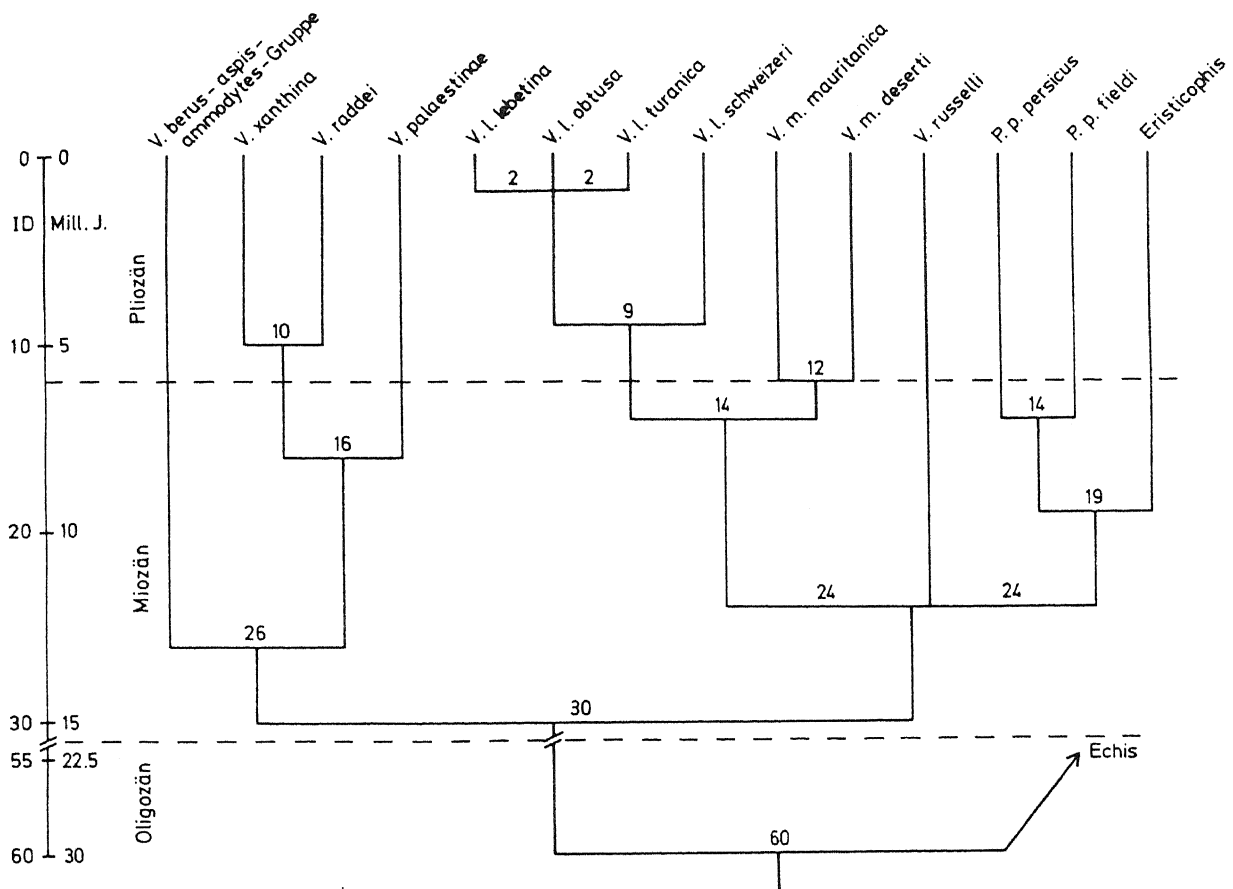 V. berus - aspis -
ammodytes - Gruppe
V. xanthina
V. raddei
V. palaestinae
V. l. lebetina
V. l. obtusa
V. l. turanica
V. l. schweizeri
V. m. mauritanica
V. m. deserti
V. russelli
P. p. persicus
P. p. fieldi
Eristicophis
0 0
2 2
ID Mill. J.
Pliozän
9
10
10 5
12
14
14
16
19
20 10
Miozän
24 24
26
30
30 15
Echis
55 22.5
Oligozän
60
60 30